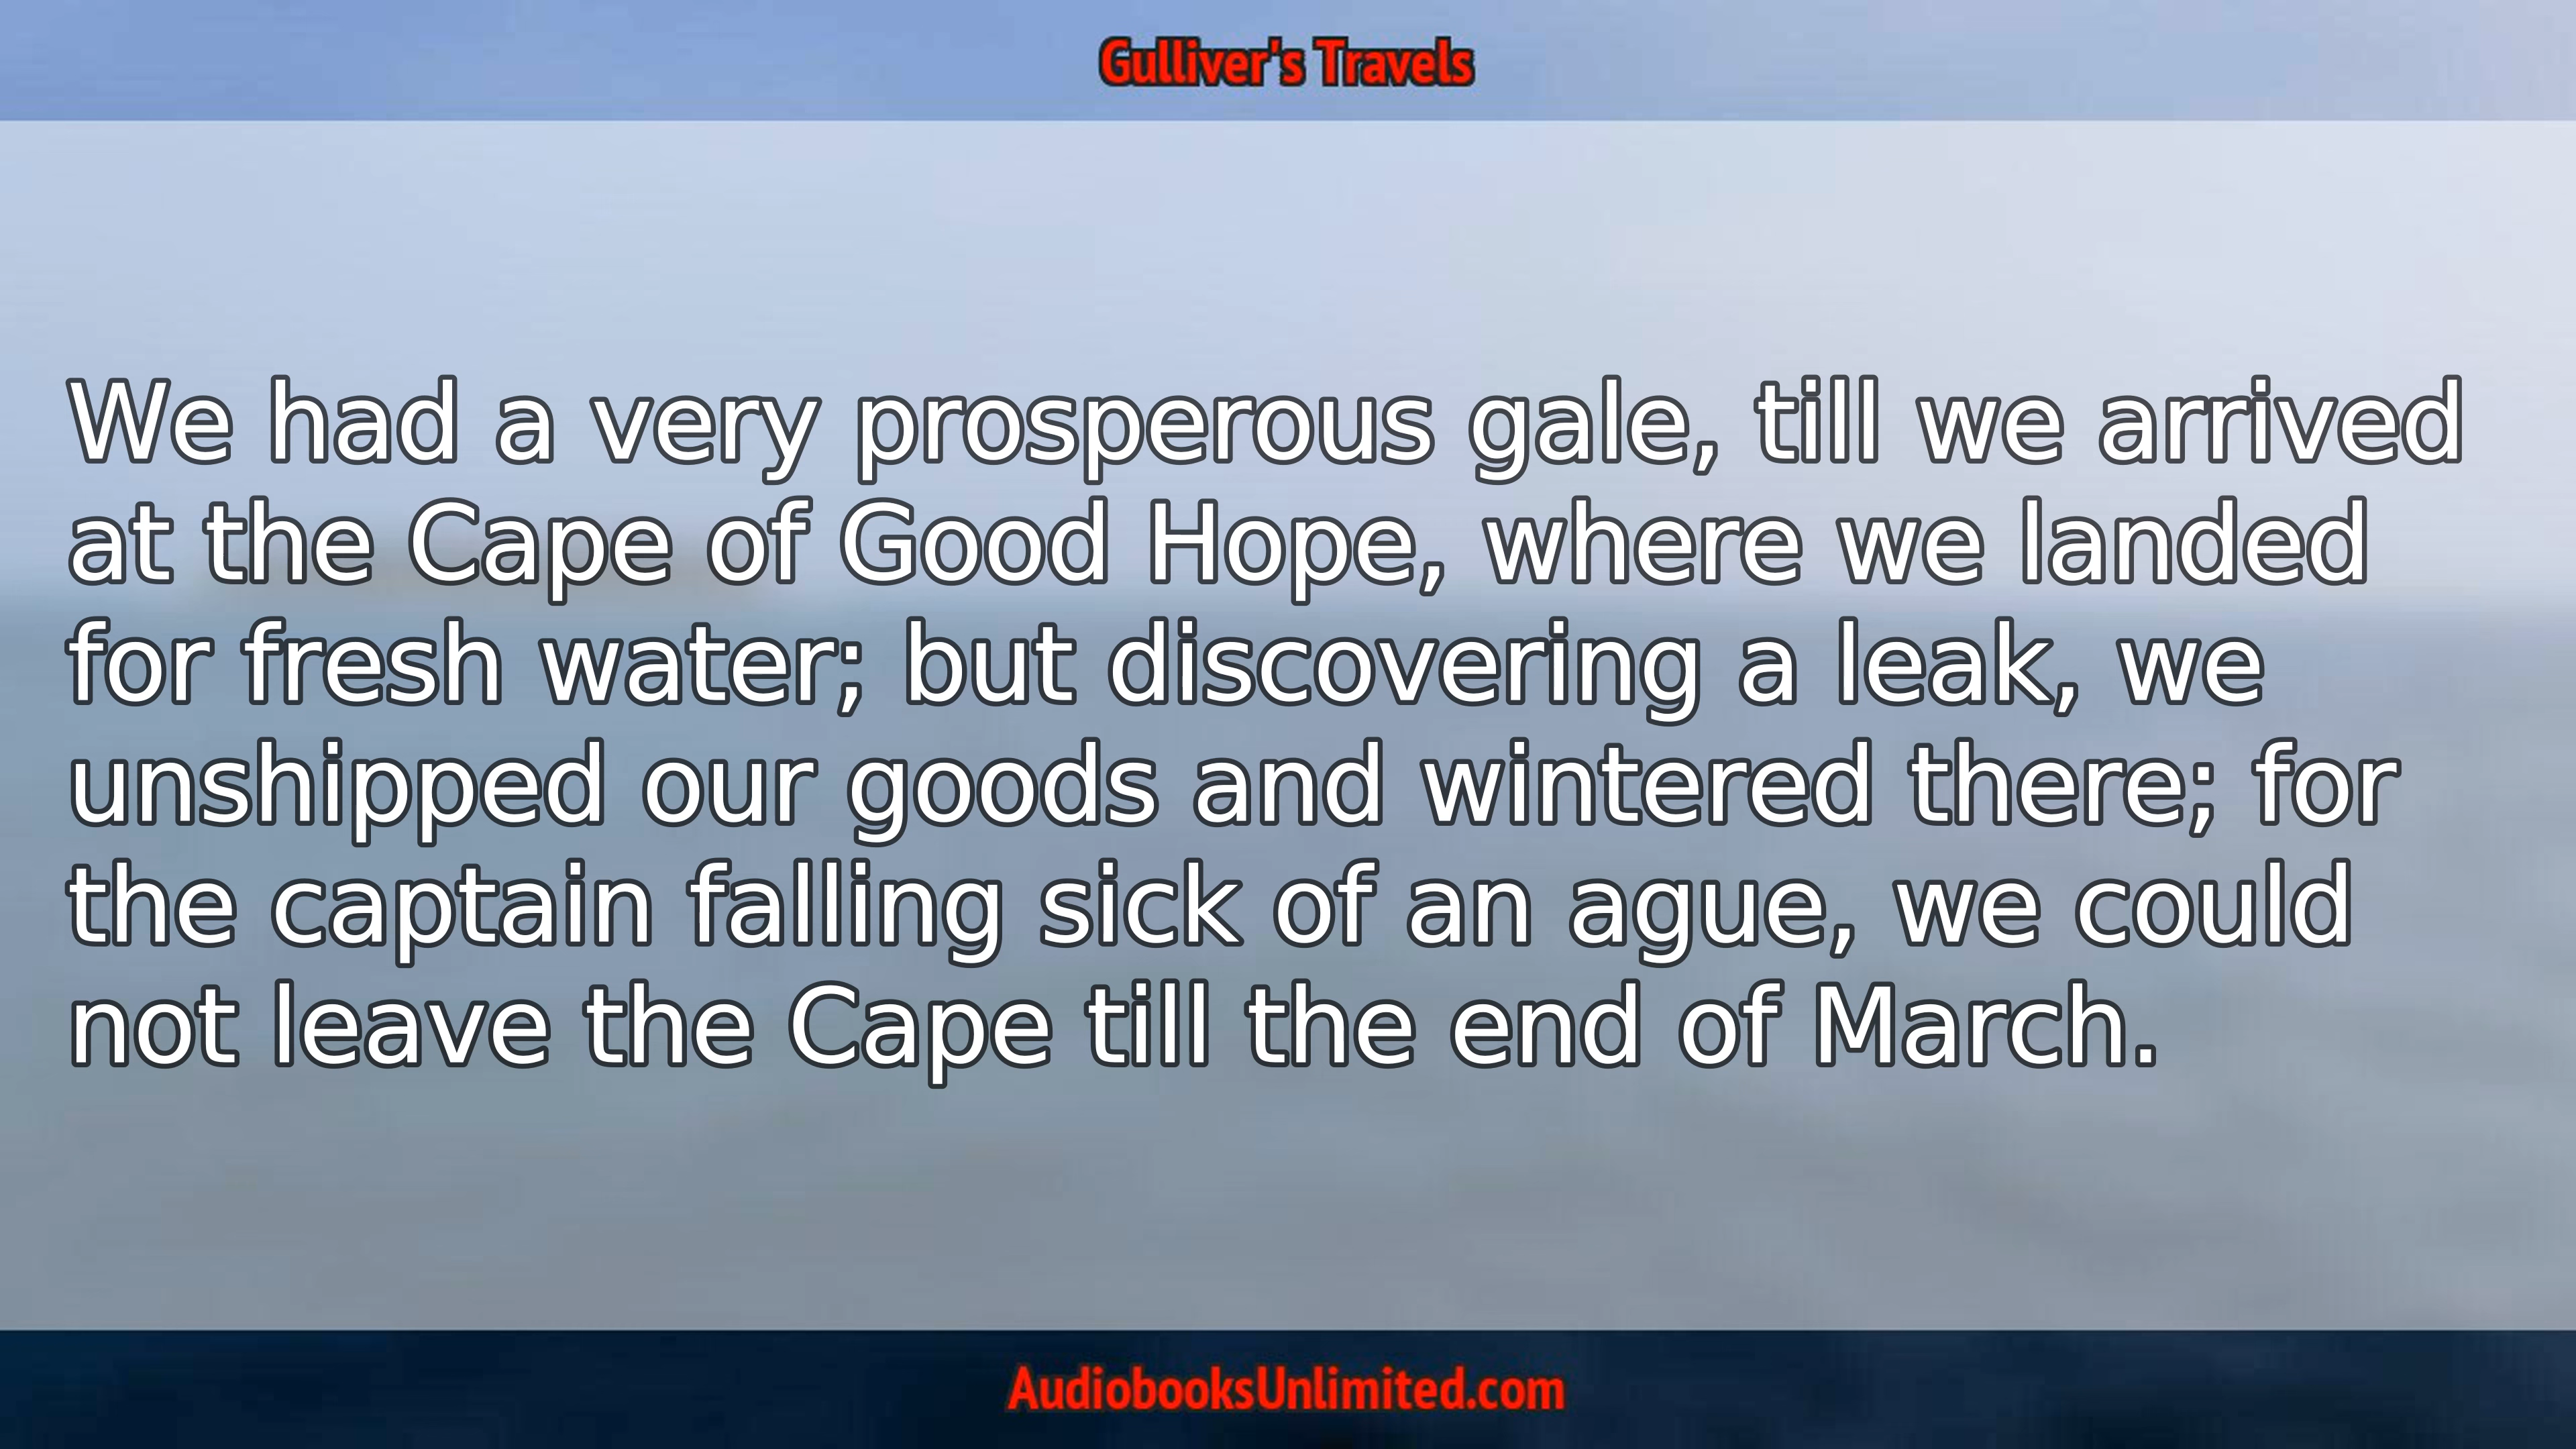 Gulliver's Travels
We had a very prosperous gale, till we arrived
at the Cape of Good Hope, where we landed
for fresh water; but discovering a leak, we
unshipped our goods and wintered there; for
the captain falling sick of an ague, we could
not leave the Cape till the end of March.
AudiobooksUnlimited.com